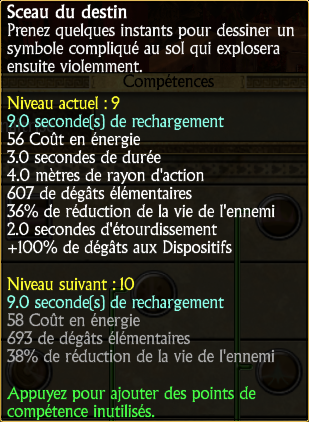 Sceau du destin
Prenez quelques instants pour dessiner un
symbole compliqué au sol qui explosera
ensuite violemment.
Compétences
Niveau actuel : 9
9.0 seconde(s) de rechargement
56 Coût en énergie
3.0 secondes de durée
4.0 mètres de rayon d'action
607 de dégâts élémentaires
36% de réduction de la vie de l'ennemi
2.0 secondes d'étourdissement
+100% de dégâts aux Dispositifs
Niveau suivant : 10
9.0 seconde(s) de rechargement
58 Coût en énergie
693 de dégâts élémentaires
38% de réduction de la vie de l'ennemi
Appuyez pour ajouter des points de
compétence inutilisés.